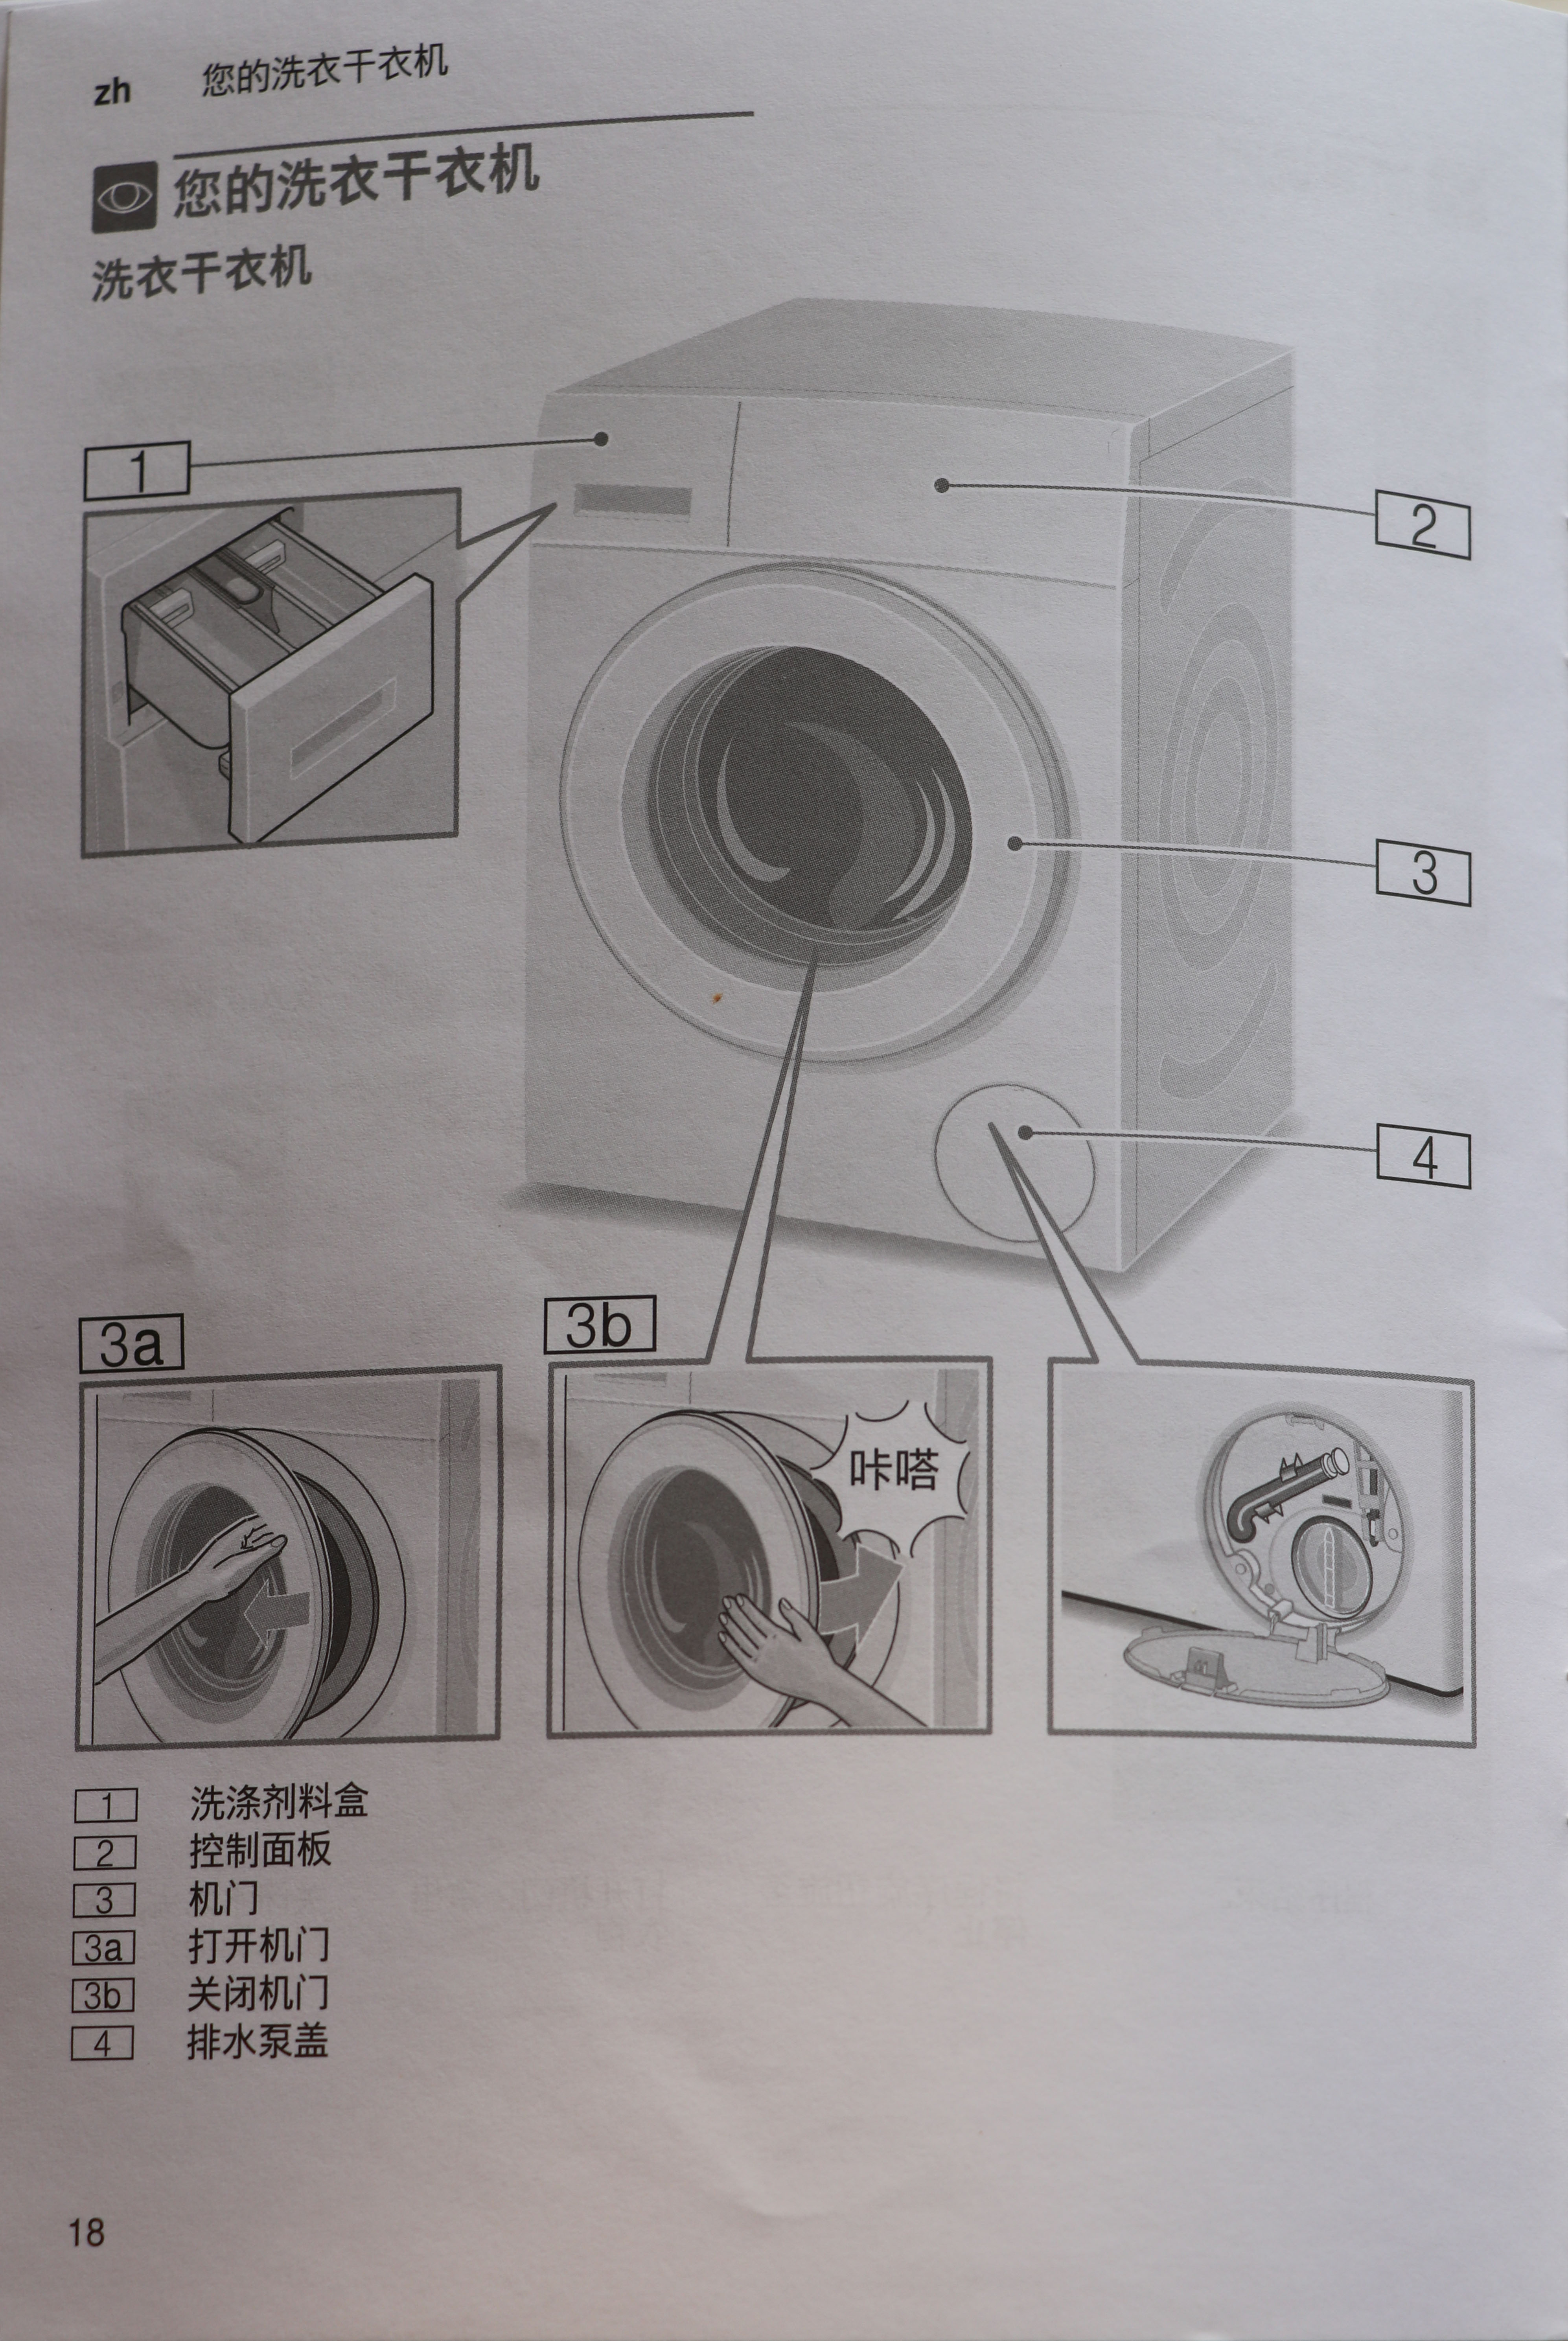 zh 您的洗衣干衣机
您的洗衣干衣机
洗衣干衣机
1
2
3
4
3a
3b
咔嗒
1 洗涤剂料盒
2 控制面板
3 机门
3a 打开机门
3b 关闭机门
4 排水泵盖
18